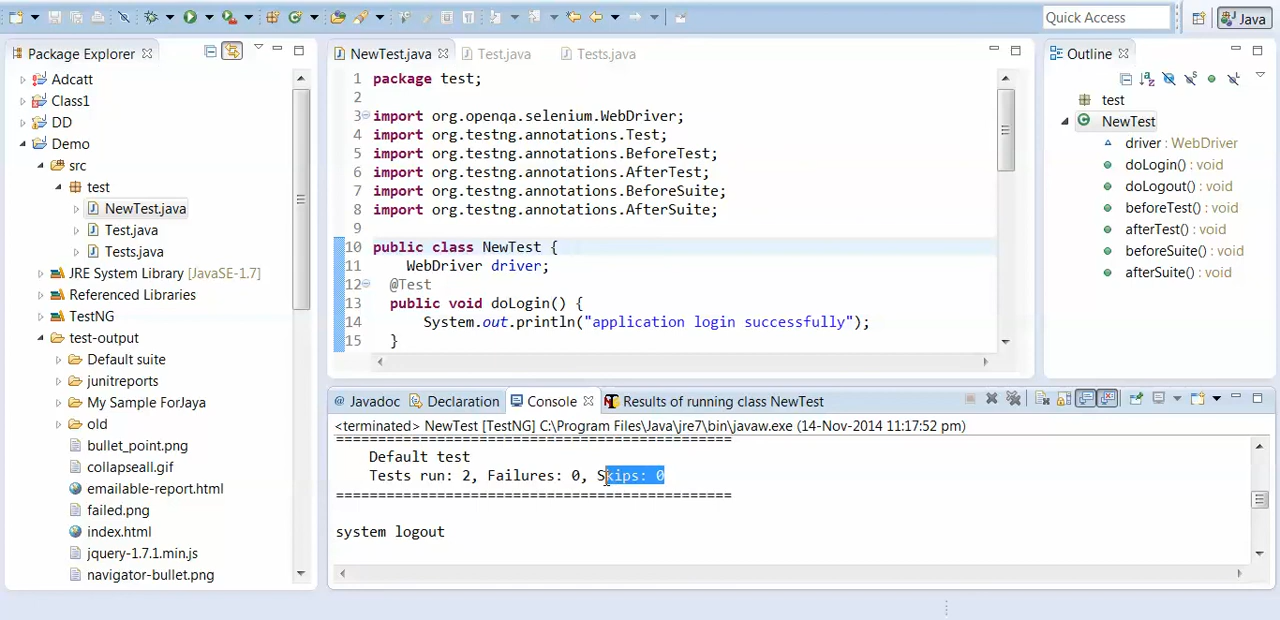 Quick Access
Java
Package Explorer
Adcatt
Class1
DD
Demo
src
test
NewTest.java
Test.java
Tests.java
JRE System Library [JavaSE-1.7]
Referenced Libraries
TestNG
test-output
Default suite
junitreports
My Sample ForJaya
old
bullet_point.png
collapseall.gif
emailable-report.html
failed.png
index.html
jquery-1.7.1.min.js
navigator-bullet.png
NewTest.java Test.java Tests.java
1 package test;
2
3 import org.openqa.selenium.WebDriver;
4 import org.testng.annotations.Test;
5 import org.testng.annotations.BeforeTest;
6 import org.testng.annotations.AfterTest;
7 import org.testng.annotations.BeforeSuite;
8 import org.testng.annotations.AfterSuite;
9
10 public class NewTest {
11 WebDriver driver;
12 @Test
13 public void doLogin() {
14 System.out.println("application login successfully");
15 }
Outline
test
NewTest
driver : WebDriver
doLogin() : void
doLogout() : void
beforeTest() : void
afterTest() : void
beforeSuite() : void
afterSuite() : void
@ Javadoc Declaration Console Results of running class NewTest
<terminated> NewTest [TestNG] C:\Program Files\Java\jre7\bin\javaw.exe (14-Nov-2014 11:17:52 pm)
===============================================
Default test
Tests run: 2, Failures: 0, Skips: 0
===============================================
system logout